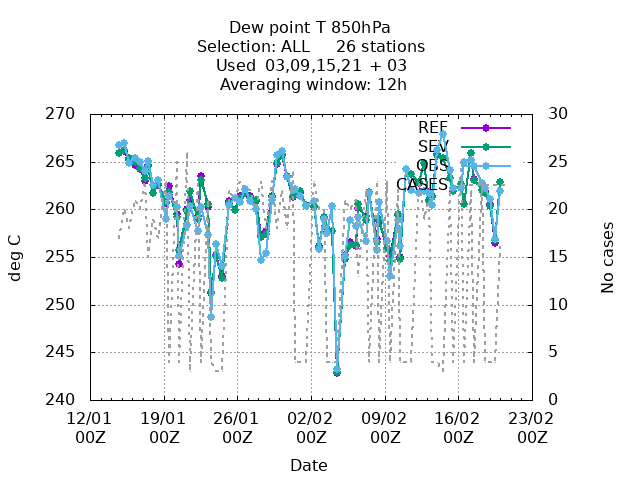 Dew point T 850hPa
Selection: ALL 26 stations
Used 03,09,15,21 + 03
Averaging window: 12h
270 30
REF
SEV
265 25
OBS
CASES
260 20
255 15
250 10
245 5
240 0
deg C
No cases
12/01 19/01 26/01 02/02 09/02 16/02 23/02
00Z 00Z 00Z 00Z 00Z 00Z 00Z
Date